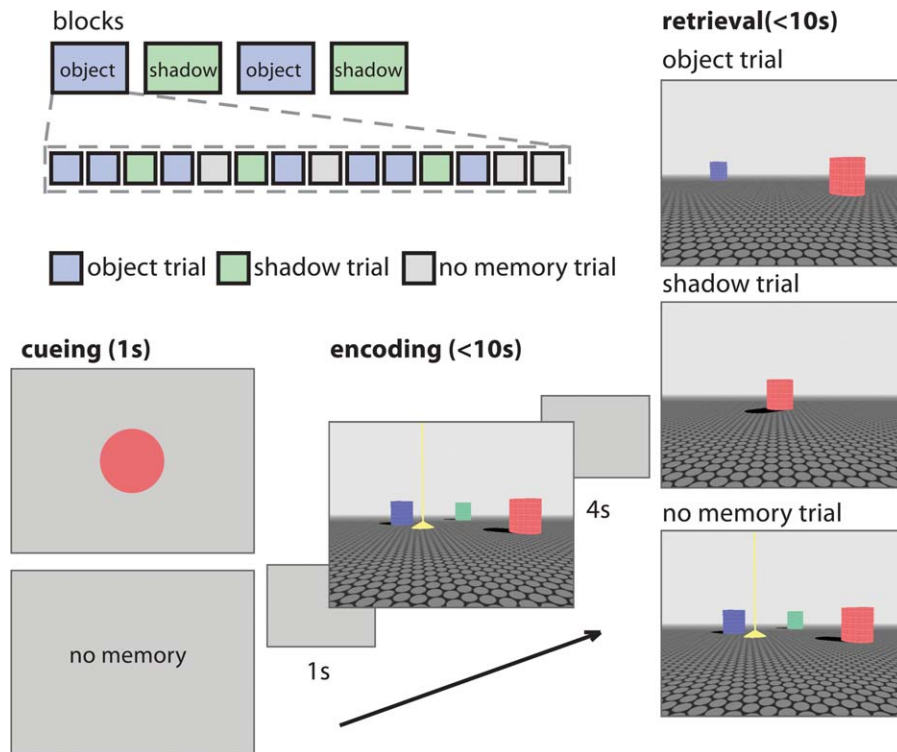 blocks
object
shadow
object
shadow
object trial
shadow trial
no memory trial
cueing (1s)
no memory
1s
encoding (<10s)
4s
retrieval(<10s)
object trial
shadow trial
no memory trial